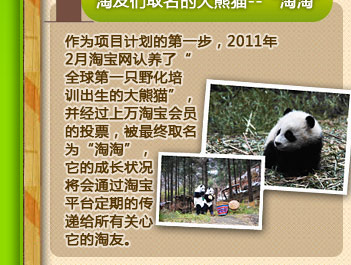 淘友们取名的大熊猫--“淘淘
作为项目计划的第一步，2011年
2月淘宝网认养了“
全球第一只野化培
训出生的大熊猫”，
并经过上万淘宝会员
的投票，被最终取名
为“淘淘”，
它的成长状况
将会通过淘宝
平台定期的传
递给所有关心
它的淘友。